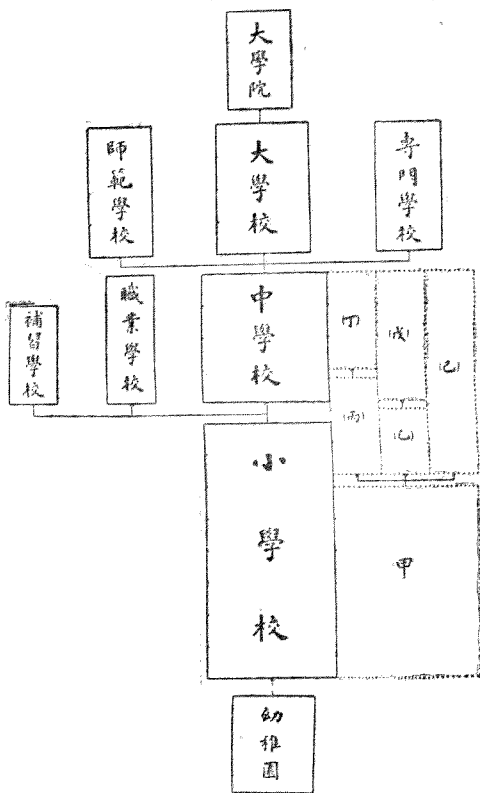 大學院
師範學校
大學校
専門學校
補習學校
職業學校
中學校
(丁)
(戊)
(己)
(丙)
(乙)
小學校
甲
幼稚園